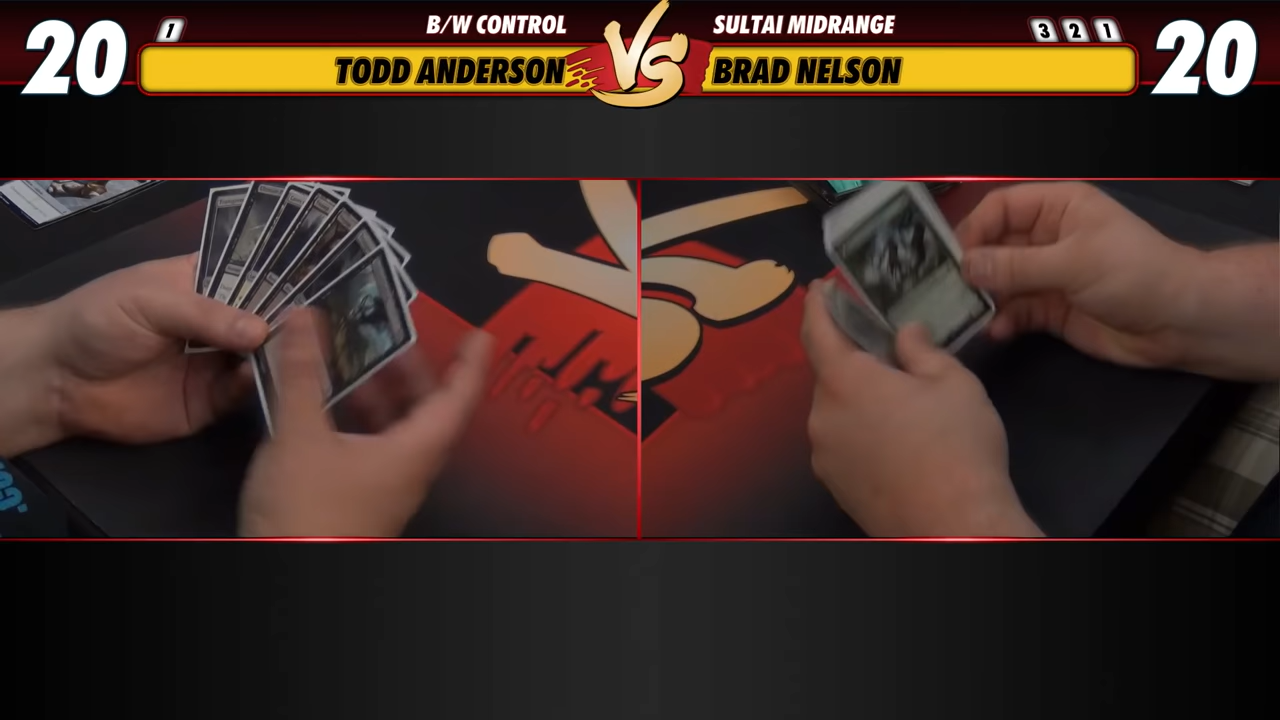 20
1
B/W CONTROL
TODD ANDERSON
VS
SULTAI MIDRANGE
3 2 1
BRAD NELSON
20